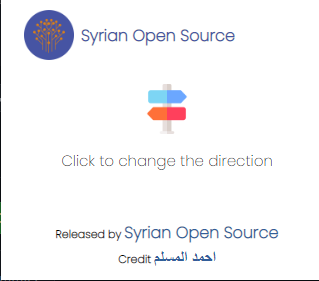 Syrian Open Source
Click to change the direction
Released by Syrian Open Source
Credit احمد المسلم